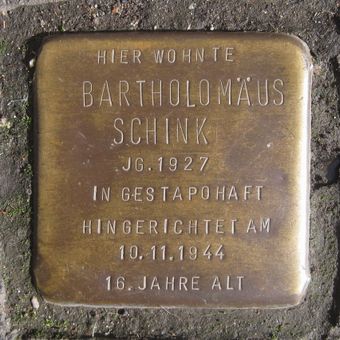 HIER WOHNTE
BARTHOLOMÄUS
SCHINK
JG.1927
IN GESTAPOHAFT
HINGERICHTET AM
10.11.1944
16.JAHRE ALT